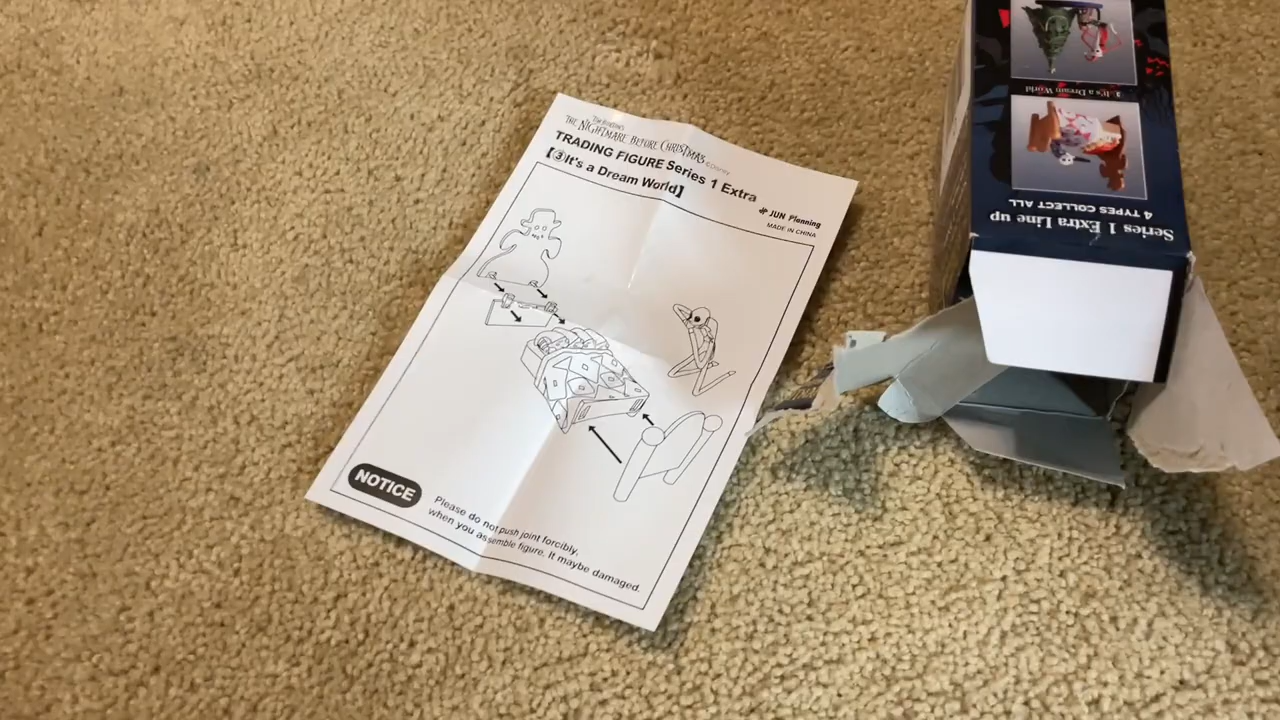 TIM BURTON'S
THE NIGHTMARE BEFORE CHRISTMAS
TRADING FIGURE Series 1 Extra
【③It's a Dream World】
JUN Planning
MADE IN CHINA
NOTICE
Please do not push joint forcibly,
when you assemble figure. It maybe damaged.
Series 1 Extra Line up
4 TYPES COLLECT ALL
It's a Dream World